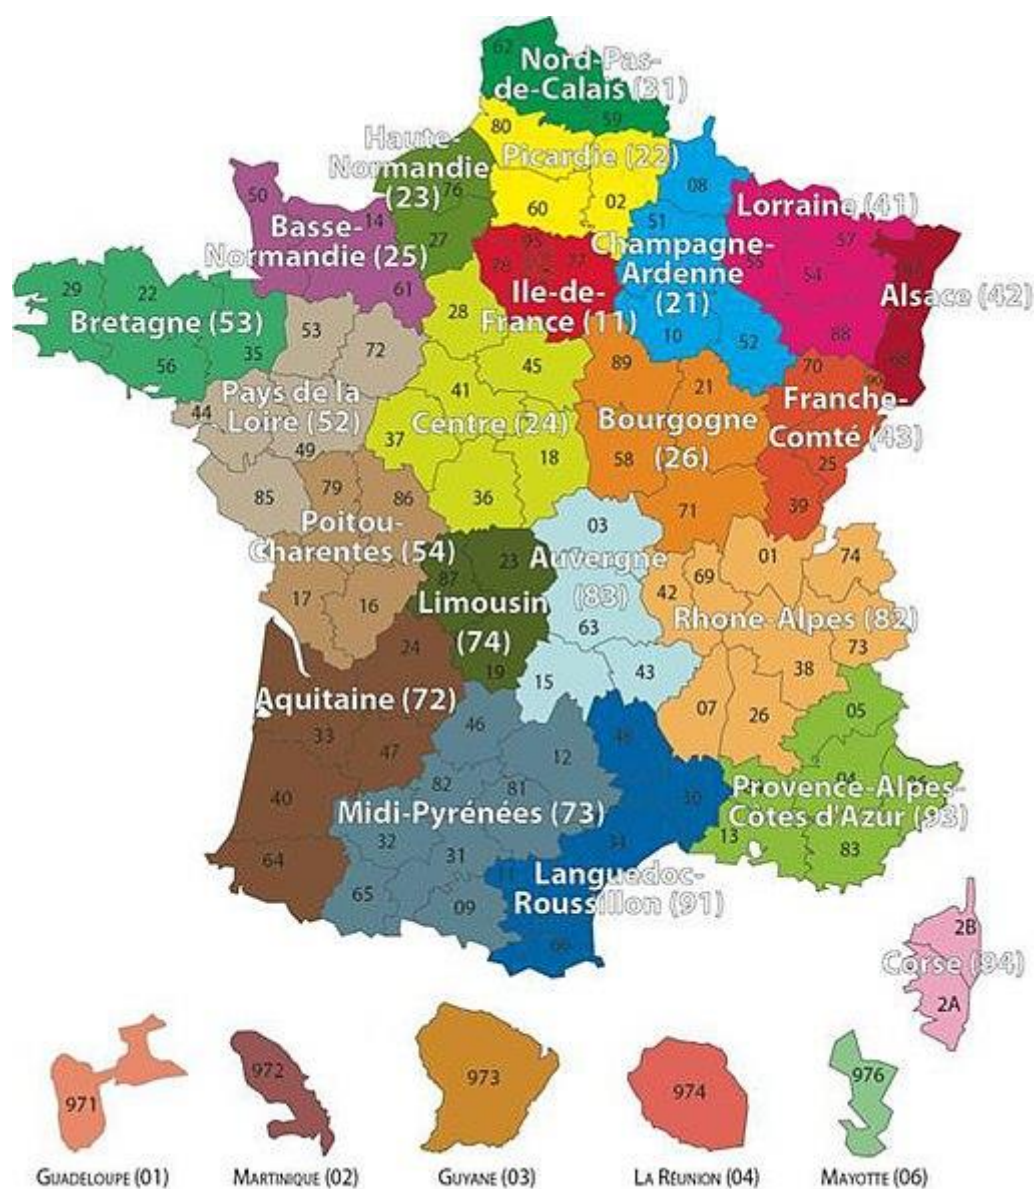 62
Nord-Pas-
de-Calais (31)
59
80
Haute-
Normandie
(23)
76
27
Picardie (22)
60
02
08
51
Lorraine (41)
57
55
54
88
50
14
Basse-
Normandie (25)
61
95
78
77
Ile-de-
France (11)
Champagne-
Ardenne
(21)
10
52
Alsace (42)
68
29
22
Bretagne (53)
56
35
53
72
28
45
41
89
21
70
90
Franche-
Comté (43)
25
39
44
Pays de la
Loire (52)
49
85
37
Centre (24)
18
36
Bourgogne
(26)
58
71
79
86
Poitou-
Charentes (54)
17
16
87
23
Limousin
(74)
19
03
Auvergne
(83)
63
15
43
01
74
69
42
Rhone-Alpes (82)
73
38
07
26
24
Aquitaine (72)
33
47
40
64
46
12
82
81
Midi-Pyrénées (73)
32
31
65
09
48
30
34
11
Languedoc-
Roussillon (91)
66
05
04
06
Provence-Alpes-
Côtes d'Azur (93)
13
83
2B
Corse (94)
2A
971
972
973
974
976
Guadeloupe (01)
Martinique (02)
Guyane (03)
La Réunion (04)
Mayotte (06)